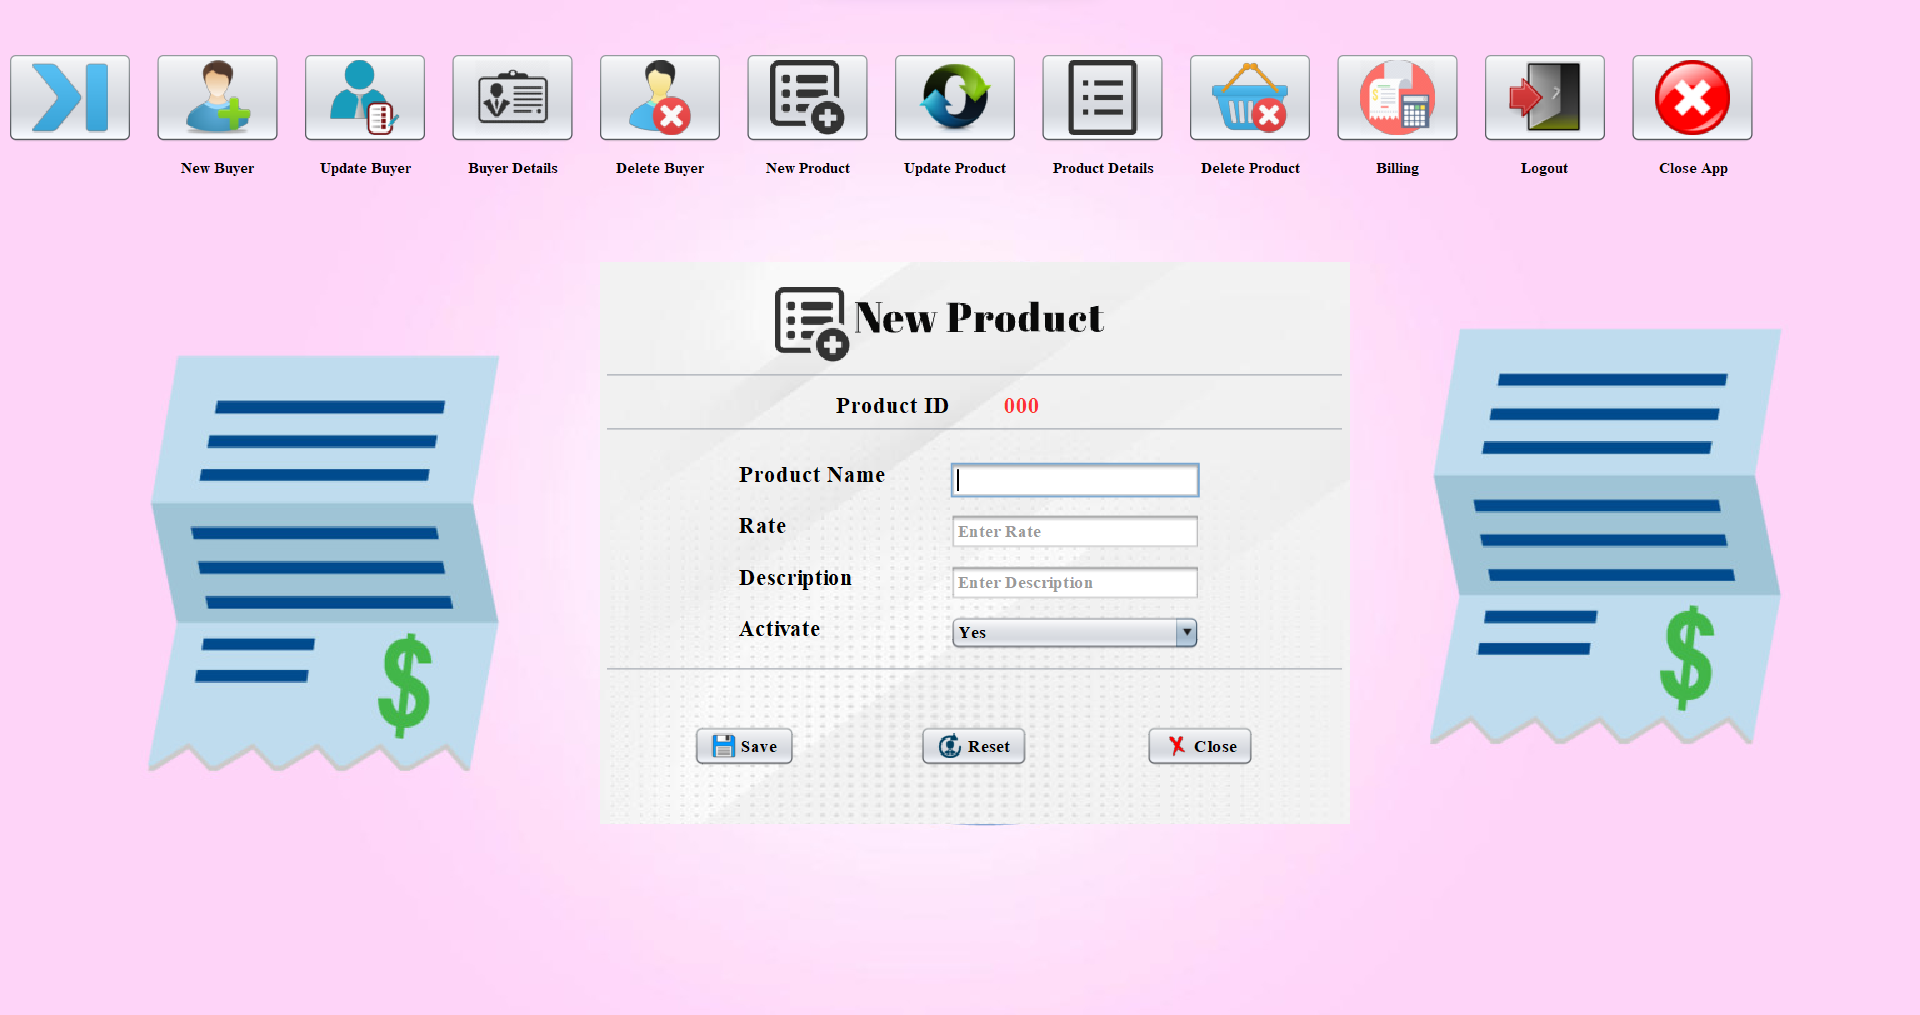 New Buyer
Update Buyer
Buyer Details
Delete Buyer
New Product
Update Product
Product Details
Delete Product
Billing
Logout
Close App
New Product
Product ID 000
Product Name
Rate Enter Rate
Description Enter Description
Activate Yes
Save
Reset
Close